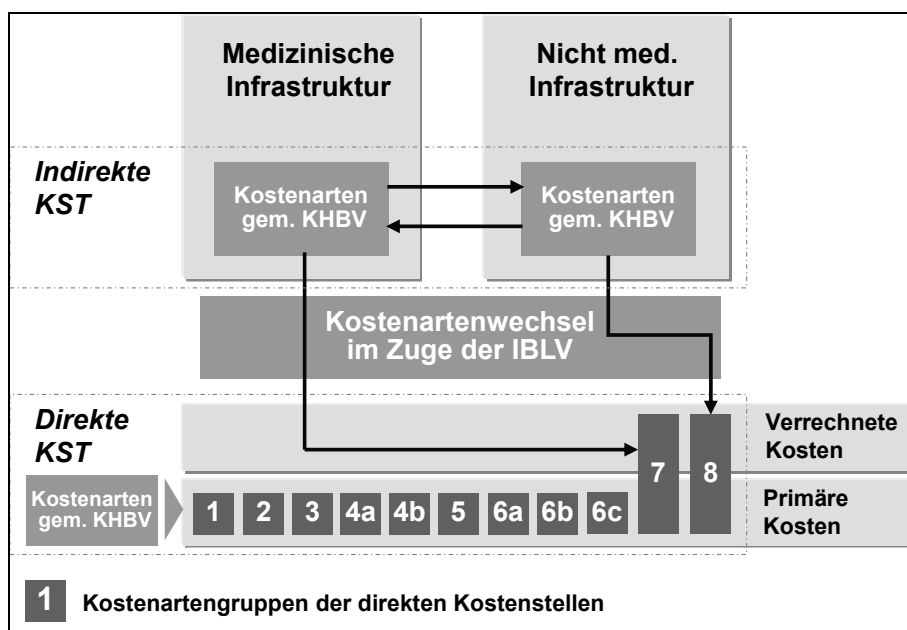 Medizinische
Infrastruktur
Nicht med.
Infrastruktur
Indirekte
KST
Kostenarten
gem. KHBV
Kostenarten
gem. KHBV
Kostenartenwechsel
im Zuge der IBLV
Direkte
KST
Verrechnete
Kosten
Kostenarten
gem. KHBV
1 2 3 4a 4b 5 6a 6b 6c 7 8
Primäre
Kosten
1 Kostenartengruppen der direkten Kostenstellen